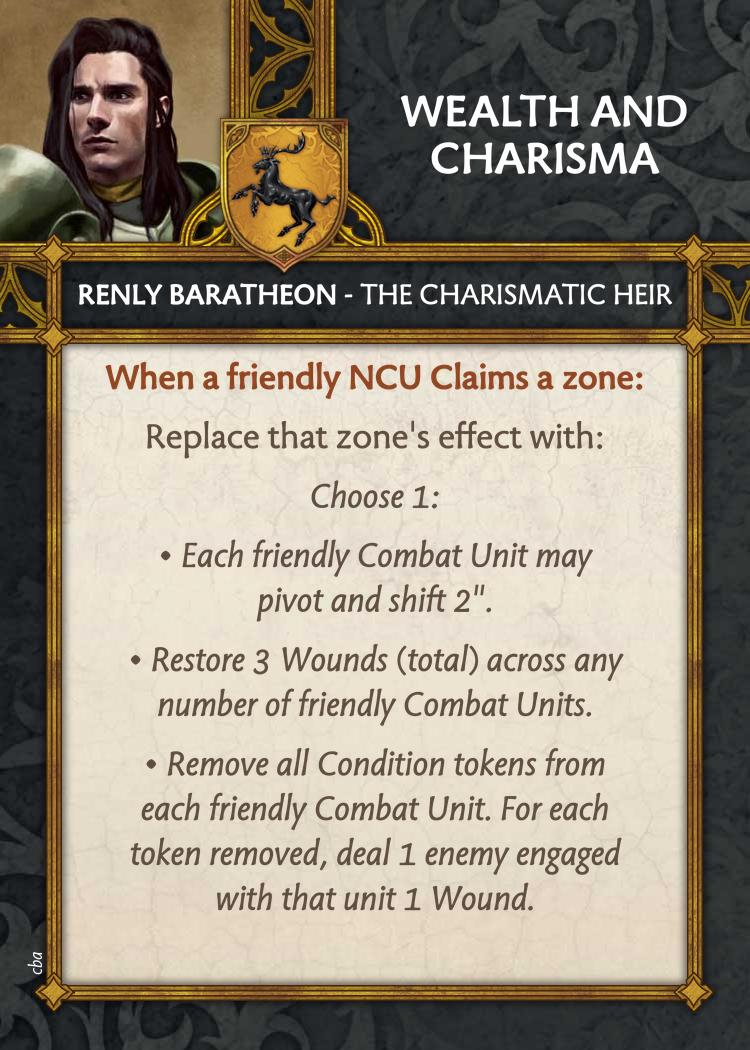 WEALTH AND
CHARISMA
RENLY BARATHEON - THE CHARISMATIC HEIR
When a friendly NCU Claims a zone:
Replace that zone's effect with:
Choose 1:
• Each friendly Combat Unit may
pivot and shift 2".
• Restore 3 Wounds (total) across any
number of friendly Combat Units.
• Remove all Condition tokens from
each friendly Combat Unit. For each
token removed, deal 1 enemy engaged
with that unit 1 Wound.
cba